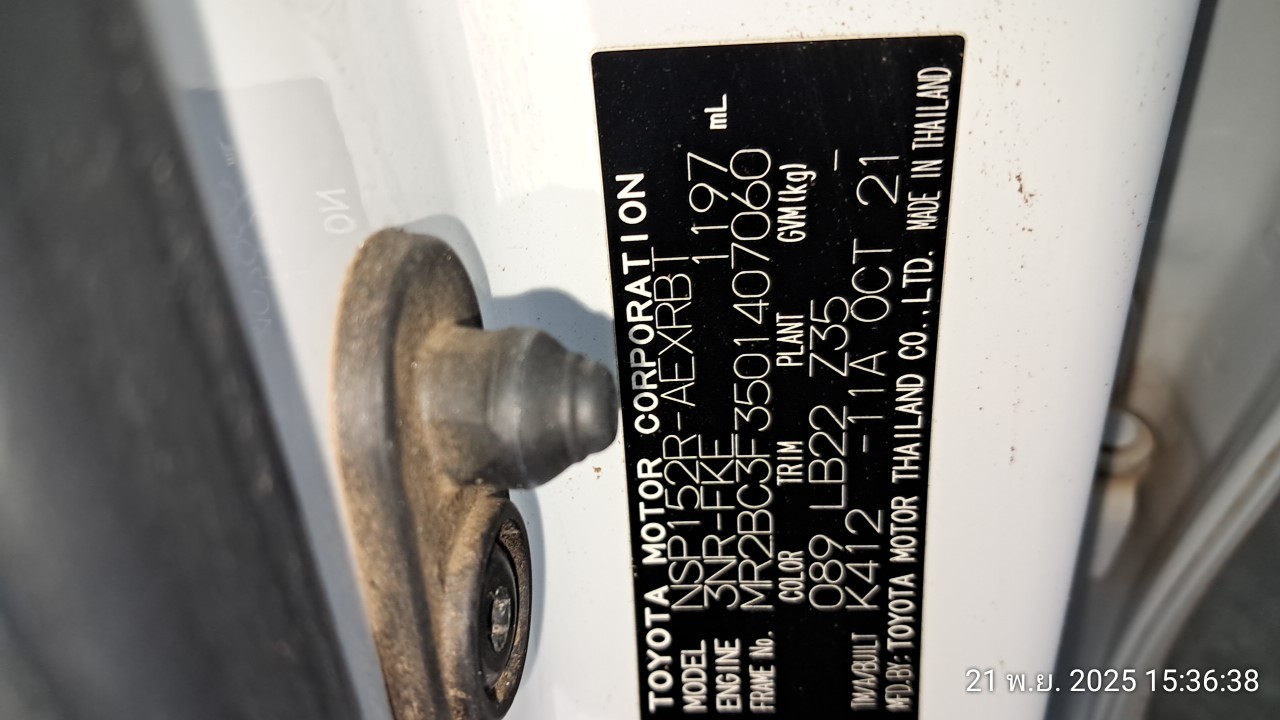 TOYOTA MOTOR CORPORATION
MODEL NSP152R-AEXRBT
ENGINE 3NR-FKE 1197 mL
FRAME No. MR2BC3F3501407060
COLOR TRIM PLANT GVM(kg)
089 LB22 Z35 -
TM/A/BUILT K412 -11A OCT 21
MFD.BY: TOYOTA MOTOR THAILAND CO.,LTD. MADE IN THAILAND
21 พ.ย. 2025 15:36:38